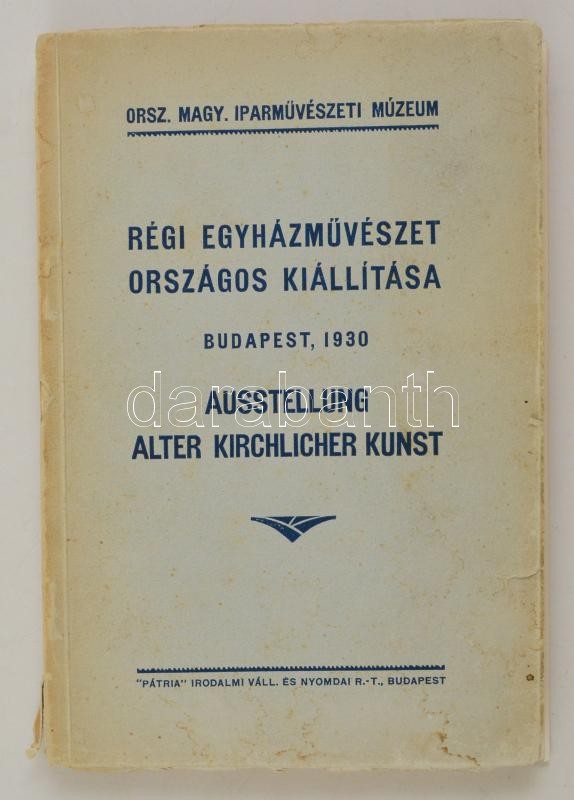 ORSZ. MAGY. IPARMŰVÉSZETI MÚZEUM
RÉGI EGYHÁZMŰVÉSZET
ORSZÁGOS KIÁLLÍTÁSA
BUDAPEST, 1930
darabanth
AUSSTELLUNG
ALTER KIRCHLICHER KUNST
"PÁTRIA" IRODALMI VÁLL. ÉS NYOMDAI R.-T., BUDAPEST